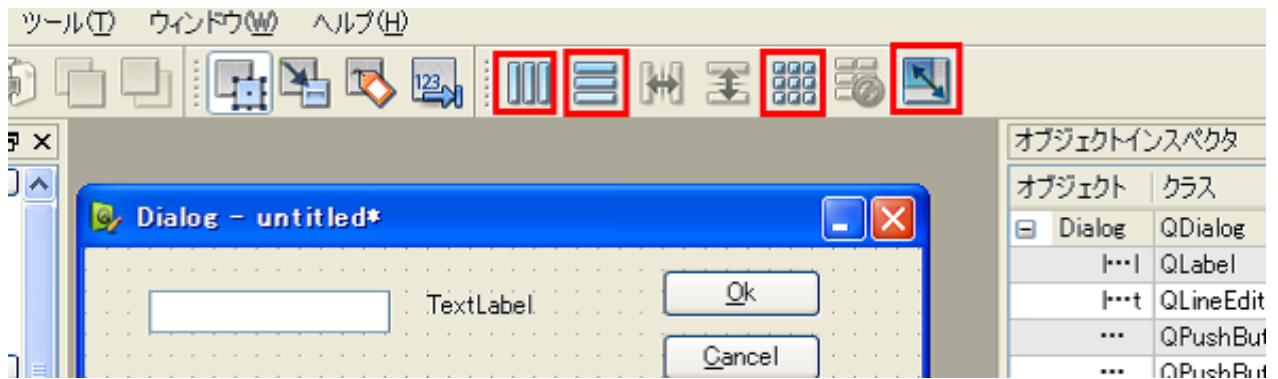 ツール(T) ウィンドウ(W) ヘルプ(H)
123
オブジェクトインスペクタ
オブジェクト クラス
Dialog - untitled*
Dialog QDialog
QLabel
TextLabel Ok
t QLineEdit
QPushBut
Cancel
QPushBut